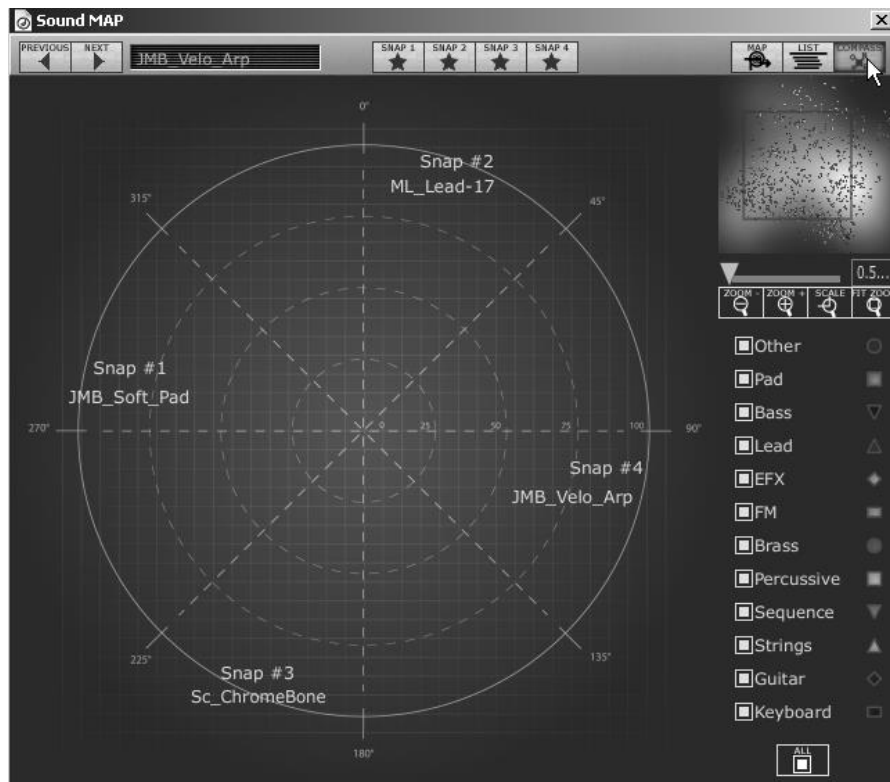 Sound MAP
PREVIOUS NEXT JMB_Velo_Arp SNAP 1 SNAP 2 SNAP 3 SNAP 4 MAP LIST COMPASS
0°
Snap #2
ML_Lead-17
315°
45°
0.5...
ZOOM - ZOOM + SCALE FIT ZOO
Other
Snap #1
JMB_Soft_Pad
Pad
Bass
270° 0 25 50 75 100 90°
Lead
Snap #4
JMB_Velo_Arp
EFX
FM
Brass
Percussive
Sequence
225°
135°
Strings
Snap #3
Sc_ChromeBone
Guitar
Keyboard
180°
ALL